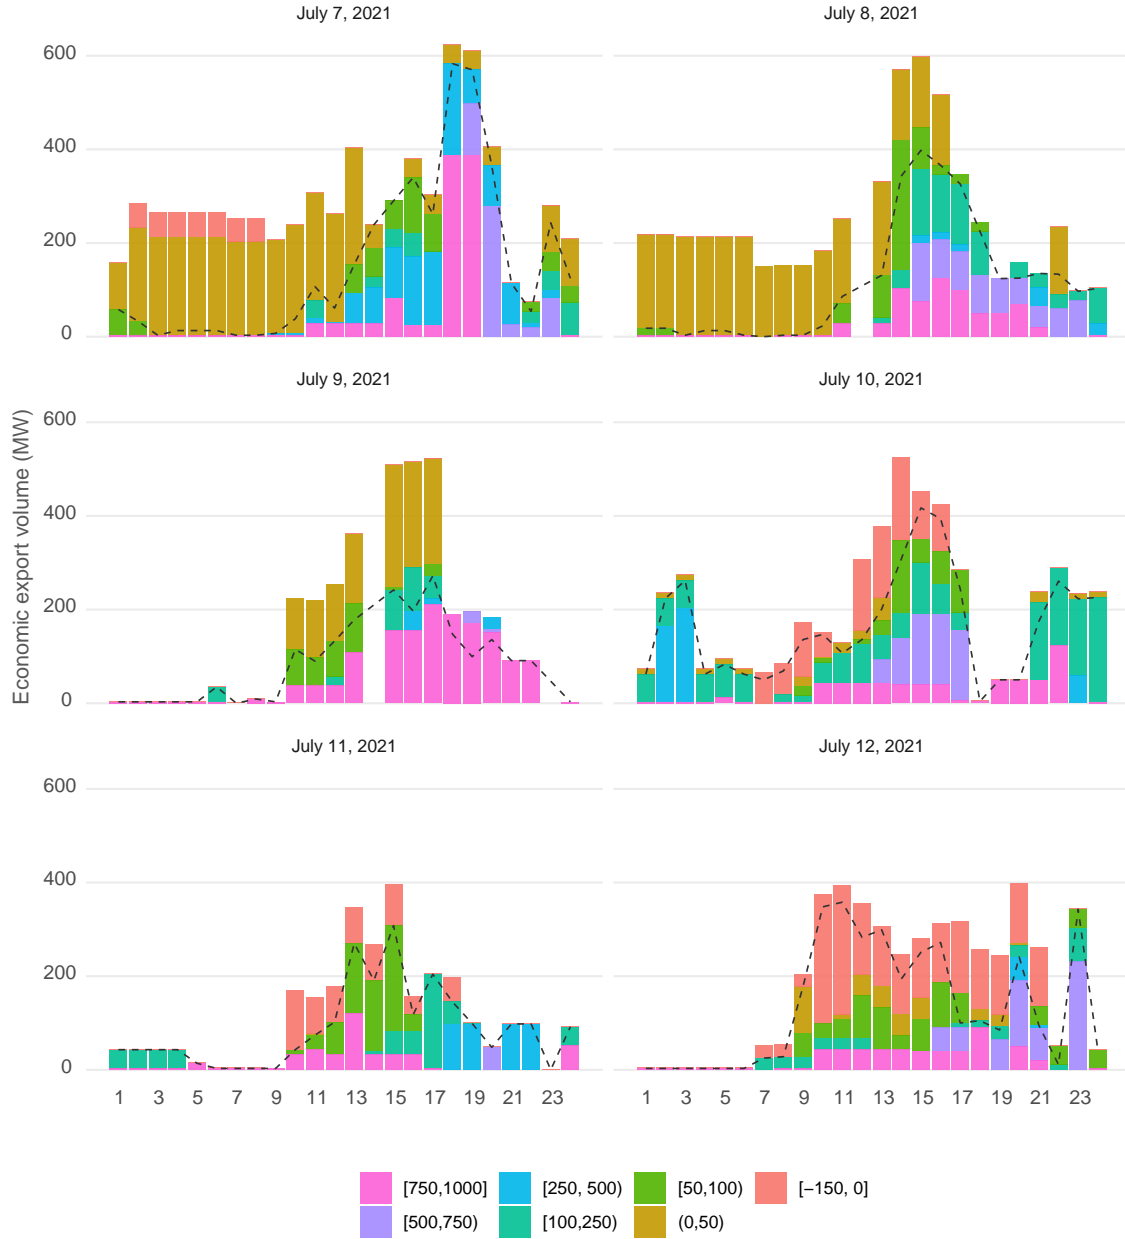 July 7, 2021
July 8, 2021
600
400
200
0
July 9, 2021
July 10, 2021
Economic export volume (MW)
600
400
200
0
July 11, 2021
July 12, 2021
600
400
200
0
1 3 5 7 9 11 13 15 17 19 21 23
1 3 5 7 9 11 13 15 17 19 21 23
[750,1000] [250, 500) [50,100) [−150, 0]
[500,750) [100,250) (0,50)